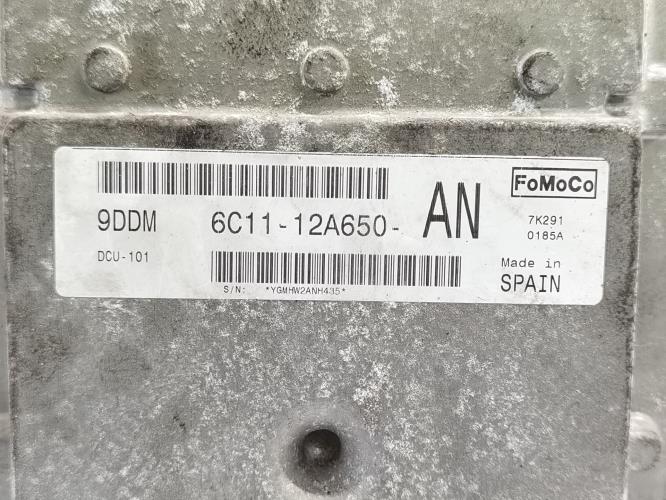 FoMoCo
9DDM 6C11-12A650- AN
7K291
0185A
DCU-101
Made in
SPAIN
S/N: *YGMHW2ANH435*